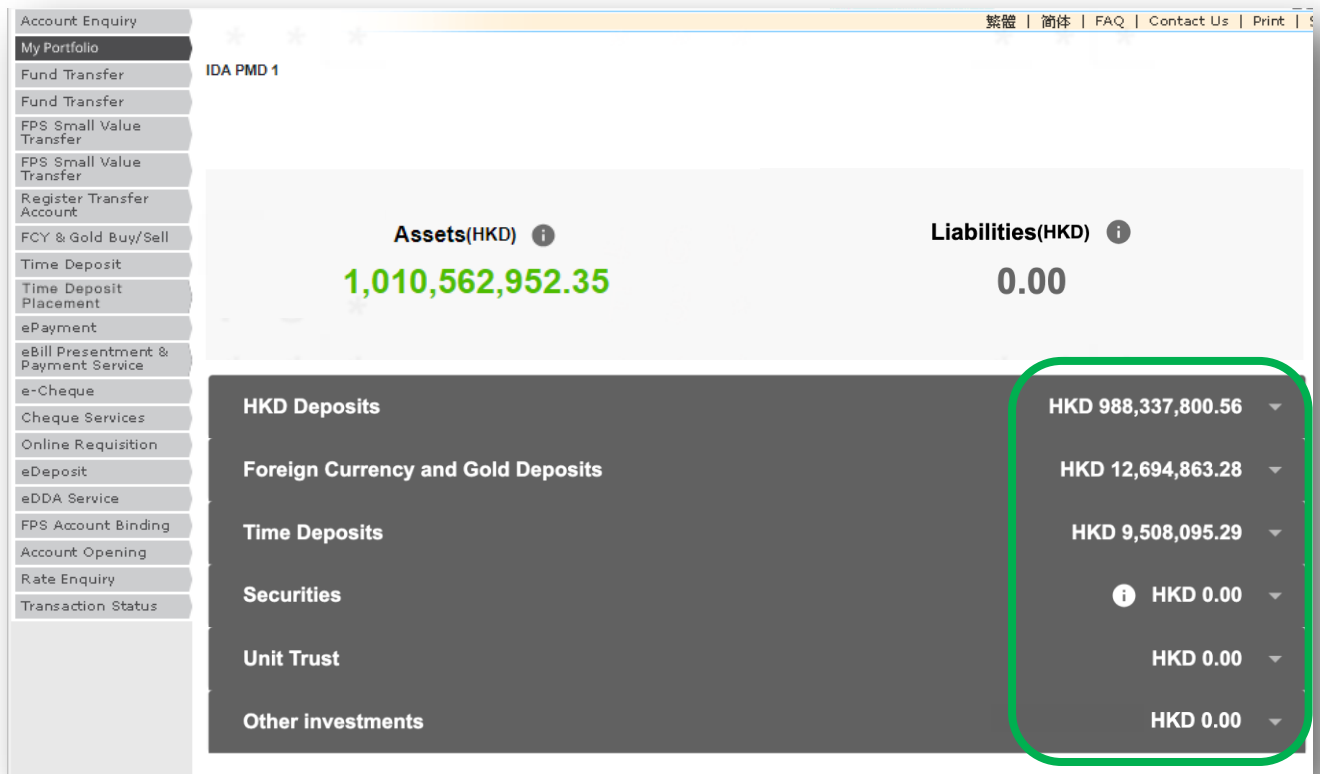 繁體 | 简体 | FAQ | Contact Us | Print |
Account Enquiry
My Portfolio
Fund Transfer
Fund Transfer
FPS Small Value
Transfer
FPS Small Value
Transfer
Register Transfer
Account
FCY & Gold Buy/Sell
Time Deposit
Time Deposit
Placement
ePayment
eBill Presentment &
Payment Service
e-Cheque
Cheque Services
Online Requisition
eDeposit
eDDA Service
FPS Account Binding
Account Opening
Rate Enquiry
Transaction Status
IDA PMD 1
Assets(HKD)
1,010,562,952.35
Liabilities(HKD)
0.00
HKD Deposits HKD 988,337,800.56
Foreign Currency and Gold Deposits HKD 12,694,863.28
Time Deposits HKD 9,508,095.29
Securities HKD 0.00
Unit Trust HKD 0.00
Other investments HKD 0.00